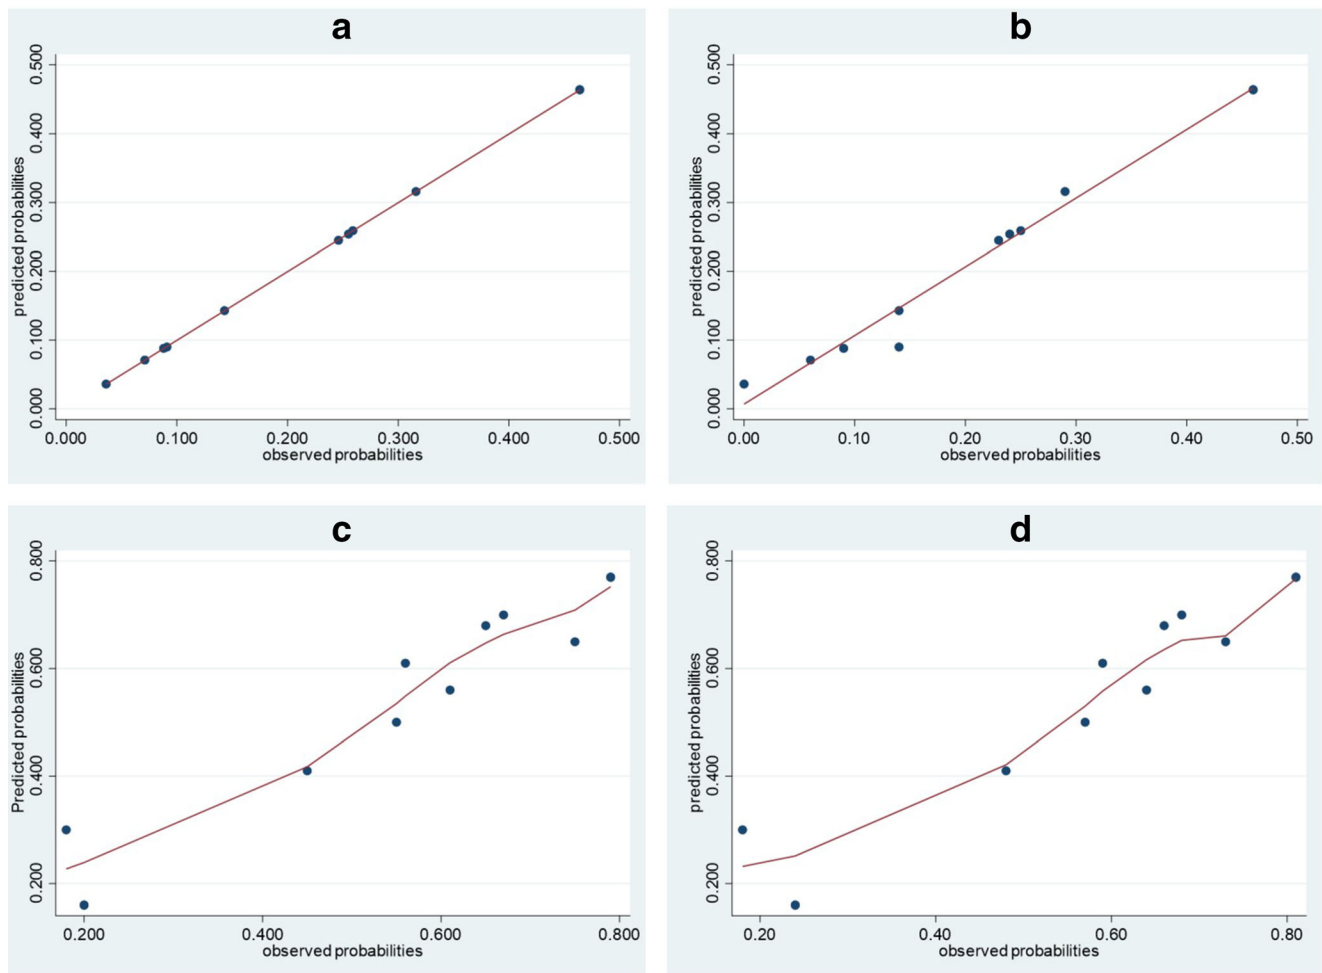 a
predicted probabilities
0.500
0.400
0.300
0.200
0.100
0.000
0.000 0.100 0.200 0.300 0.400 0.500
observed probabilities
b
predicted probabilities
0.500
0.400
0.300
0.200
0.100
0.000
0.00 0.10 0.20 0.30 0.40 0.50
observed probabilities
c
Predicted probabilities
0.800
0.600
0.400
0.200
0.200 0.400 0.600 0.800
observed probabilities
d
predicted probabilities
0.800
0.600
0.400
0.200
0.20 0.40 0.60 0.80
observed probabilities